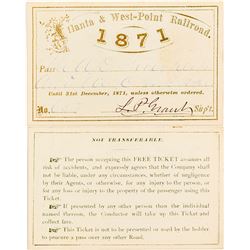 Atlanta & West-Point Railroad.
1871
Pass
Until 31st December, 1871, unless otherwise ordered.
No. L. P. Grant Sup't.
NOT TRANSFERABLE.
The person accepting this FREE TICKET assumes all
risk of accidents, and expressly agrees that the Company shall
not be liable, under any circumstances, whether of negligence
by their Agents, or otherwise, for any injury to the person, or
for any loss or injury to the property of the passenger using this
Ticket.
If presented by any other person than the individual
named thereon, the Conductor will take up this Ticket and
collect fare.
This Ticket is not to be presented or used by the holder
to procure a pass over any other Road.